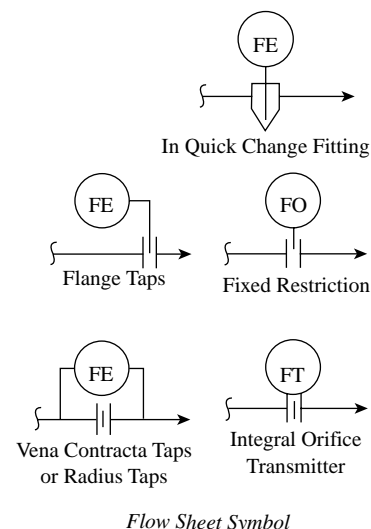 FE
In Quick Change Fitting
FE
Flange Taps
FO
Fixed Restriction
FE
Vena Contracta Taps
or Radius Taps
FT
Integral Orifice
Transmitter
Flow Sheet Symbol